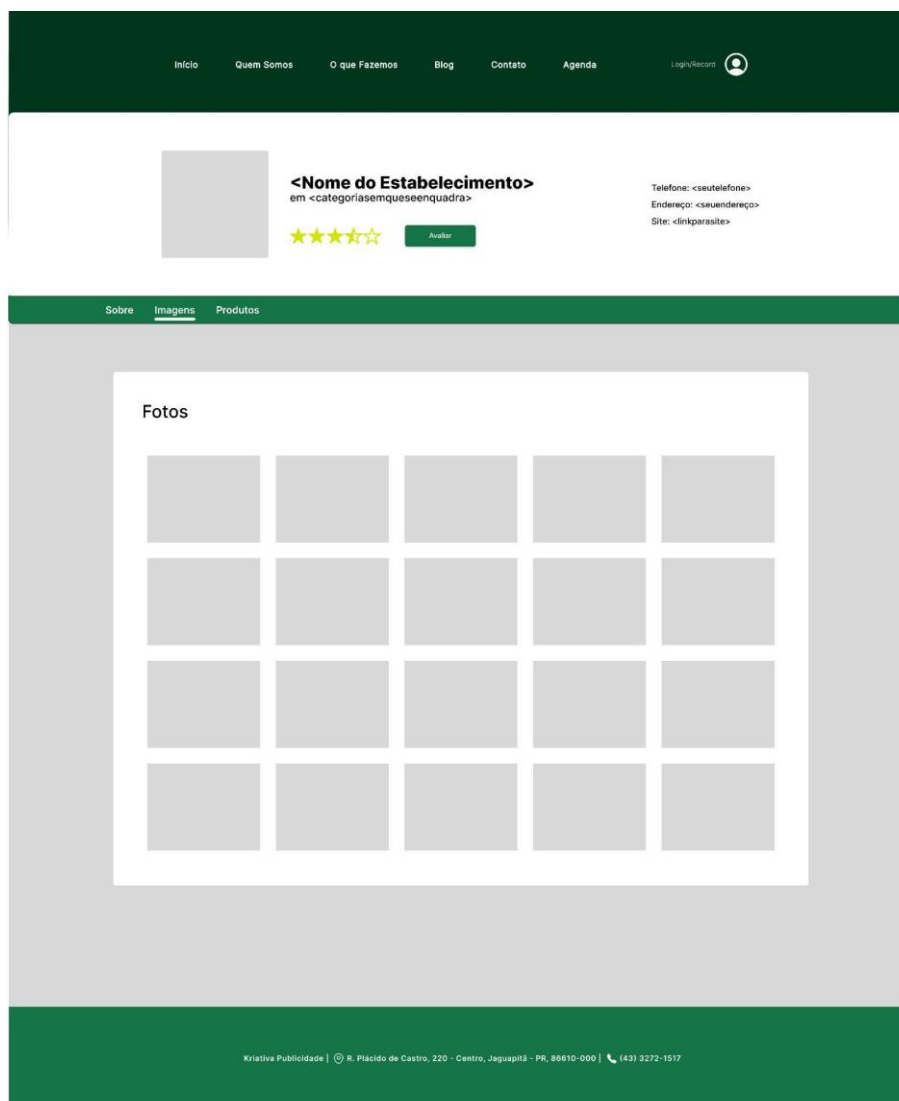 Início Quem Somos O que Fazemos Blog Contato Agenda Login/Record
<Nome do Estabelecimento>
em <categoriasemqueseenquadra>
Avaliar
Telefone: <seutelefone>
Endereço: <seuendereço>
Site: <linkparasite>
Sobre Imagens Produtos
Fotos
Kriativa Publicidade | R. Plácido de Castro, 220 - Centro, Jaguapitã - PR, 86610-000 | (43) 3272-1517